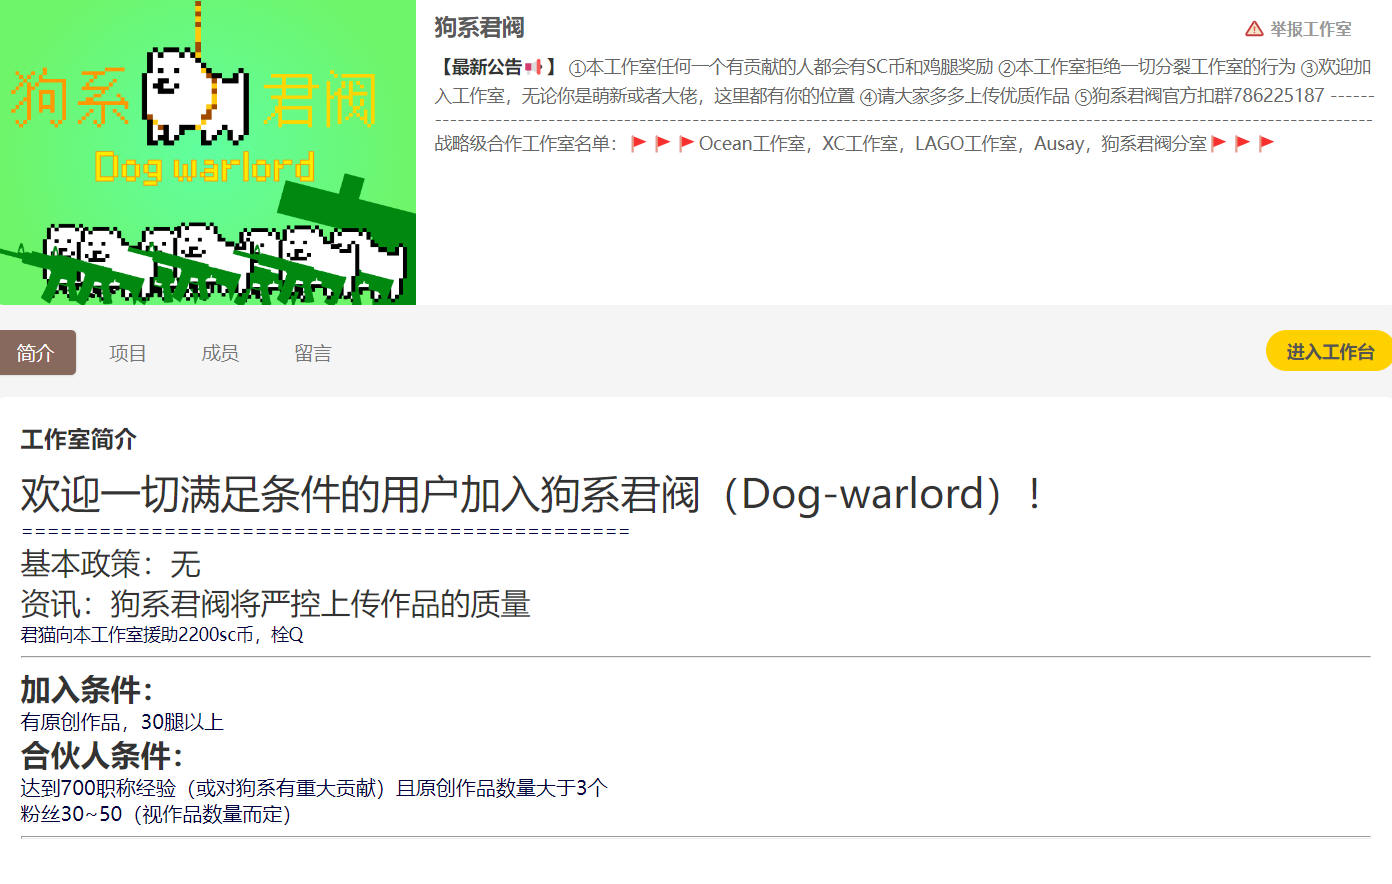 狗系君阀
Dog warlord
狗系君阀
举报工作室
【最新公告📢】 ①本工作室任何一个有贡献的人都会有SC币和鸡腿奖励 ②本工作室拒绝一切分裂工作室的行为 ③欢迎加
入工作室，无论你是萌新或者大佬，这里都有你的位置 ④请大家多多上传优质作品 ⑤狗系君阀官方扣群786225187 ------
--------------------------------------------------------------------------------------------------------------------------------------------
战略级合作工作室名单：🚩🚩🚩Ocean工作室，XC工作室，LAGO工作室，Ausay，狗系君阀分室🚩🚩🚩
简介 项目 成员 留言 进入工作台
工作室简介
欢迎一切满足条件的用户加入狗系君阀（Dog-warlord）！
===============================================
基本政策：无
资讯：狗系君阀将严控上传作品的质量
君猫向本工作室援助2200sc币，栓Q
加入条件：
有原创作品，30腿以上
合伙人条件：
达到700职称经验（或对狗系有重大贡献）且原创作品数量大于3个
粉丝30~50（视作品数量而定）